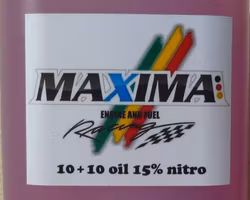 MAXIMA
ENGINE AND FUEL
Racing
10+10 oil 15% nitro